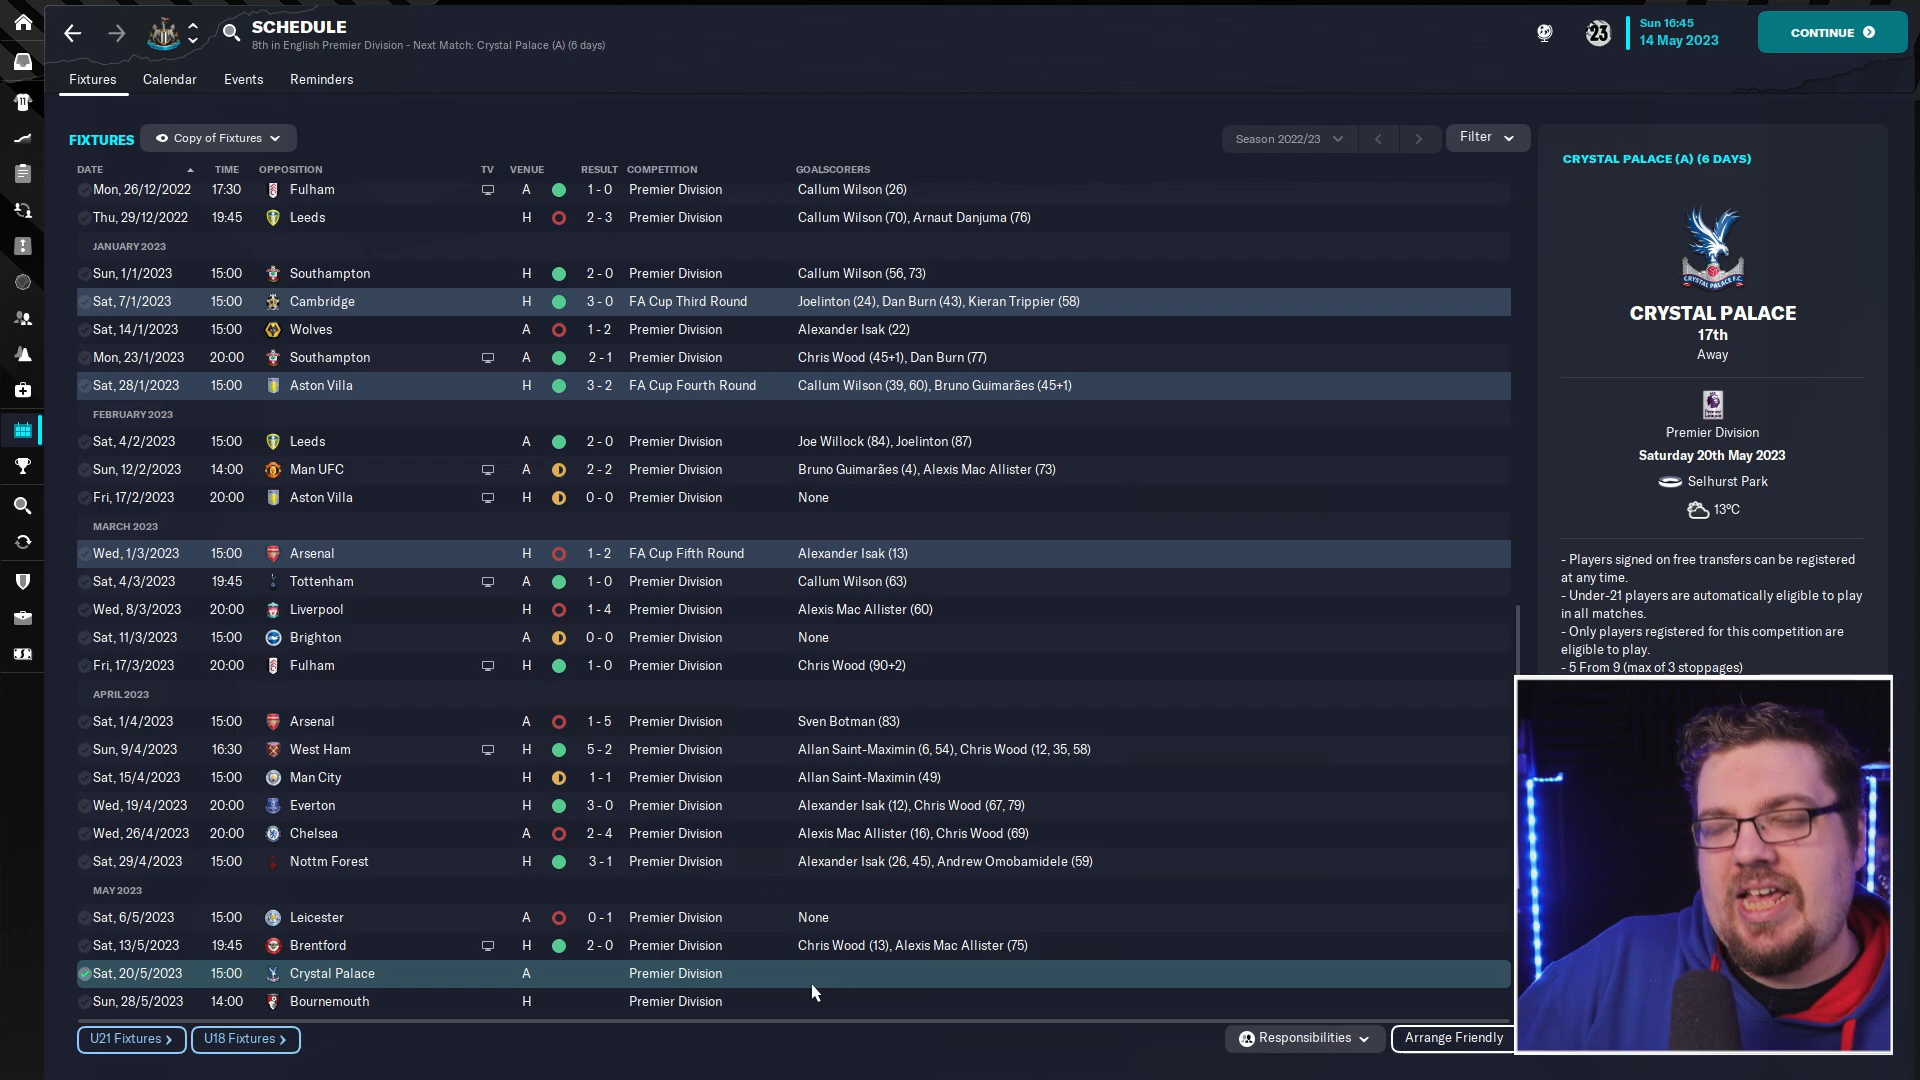 SCHEDULE
8th in English Premier Division - Next Match: Crystal Palace (A) (6 days)
23
Sun 16:45
14 May 2023
CONTINUE
Fixtures Calendar Events Reminders
FIXTURES Copy of Fixtures Season 2022/23 Filter
DATE TIME OPPOSITION TV VENUE RESULT COMPETITION GOALSCORERS
Mon, 26/12/2022 17:30 Fulham A 1 - 0 Premier Division Callum Wilson (26)
Thu, 29/12/2022 19:45 Leeds H 2 - 3 Premier Division Callum Wilson (70), Arnaut Danjuma (76)
JANUARY 2023
Sun, 1/1/2023 15:00 Southampton H 2 - 0 Premier Division Callum Wilson (56, 73)
Sat, 7/1/2023 15:00 Cambridge H 3 - 0 FA Cup Third Round Joelinton (24), Dan Burn (43), Kieran Trippier (58)
Sat, 14/1/2023 15:00 Wolves A 1 - 2 Premier Division Alexander Isak (22)
Mon, 23/1/2023 20:00 Southampton A 2 - 1 Premier Division Chris Wood (45+1), Dan Burn (77)
Sat, 28/1/2023 15:00 Aston Villa H 3 - 2 FA Cup Fourth Round Callum Wilson (39, 60), Bruno Guimarães (45+1)
FEBRUARY 2023
Sat, 4/2/2023 15:00 Leeds A 2 - 0 Premier Division Joe Willock (84), Joelinton (87)
Sun, 12/2/2023 14:00 Man UFC A 2 - 2 Premier Division Bruno Guimarães (4), Alexis Mac Allister (73)
Fri, 17/2/2023 20:00 Aston Villa H 0 - 0 Premier Division None
MARCH 2023
Wed, 1/3/2023 15:00 Arsenal H 1 - 2 FA Cup Fifth Round Alexander Isak (13)
Sat, 4/3/2023 19:45 Tottenham A 1 - 0 Premier Division Callum Wilson (63)
Wed, 8/3/2023 20:00 Liverpool H 1 - 4 Premier Division Alexis Mac Allister (60)
Sat, 11/3/2023 15:00 Brighton A 0 - 0 Premier Division None
Fri, 17/3/2023 20:00 Fulham H 1 - 0 Premier Division Chris Wood (90+2)
APRIL 2023
Sat, 1/4/2023 15:00 Arsenal A 1 - 5 Premier Division Sven Botman (83)
Sun, 9/4/2023 16:30 West Ham H 5 - 2 Premier Division Allan Saint-Maximin (6, 54), Chris Wood (12, 35, 58)
Sat, 15/4/2023 15:00 Man City H 1 - 1 Premier Division Allan Saint-Maximin (49)
Wed, 19/4/2023 20:00 Everton H 3 - 0 Premier Division Alexander Isak (12), Chris Wood (67, 79)
Wed, 26/4/2023 20:00 Chelsea A 2 - 4 Premier Division Alexis Mac Allister (16), Chris Wood (69)
Sat, 29/4/2023 15:00 Nottm Forest H 3 - 1 Premier Division Alexander Isak (26, 45), Andrew Omobamidele (59)
MAY 2023
Sat, 6/5/2023 15:00 Leicester A 0 - 1 Premier Division None
Sat, 13/5/2023 19:45 Brentford H 2 - 0 Premier Division Chris Wood (13), Alexis Mac Allister (75)
Sat, 20/5/2023 15:00 Crystal Palace A Premier Division
Sun, 28/5/2023 14:00 Bournemouth H Premier Division
U21 Fixtures U18 Fixtures Responsibilities Arrange Friendly
CRYSTAL PALACE (A) (6 DAYS)
CRYSTAL PALACE F.C.
CRYSTAL PALACE
17th
Away
Premier Division
Saturday 20th May 2023
Selhurst Park
13°C
- Players signed on free transfers can be registered
at any time.
- Under-21 players are automatically eligible to play
in all matches.
- Only players registered for this competition are
eligible to play.
- 5 From 9 (max of 3 stoppages)